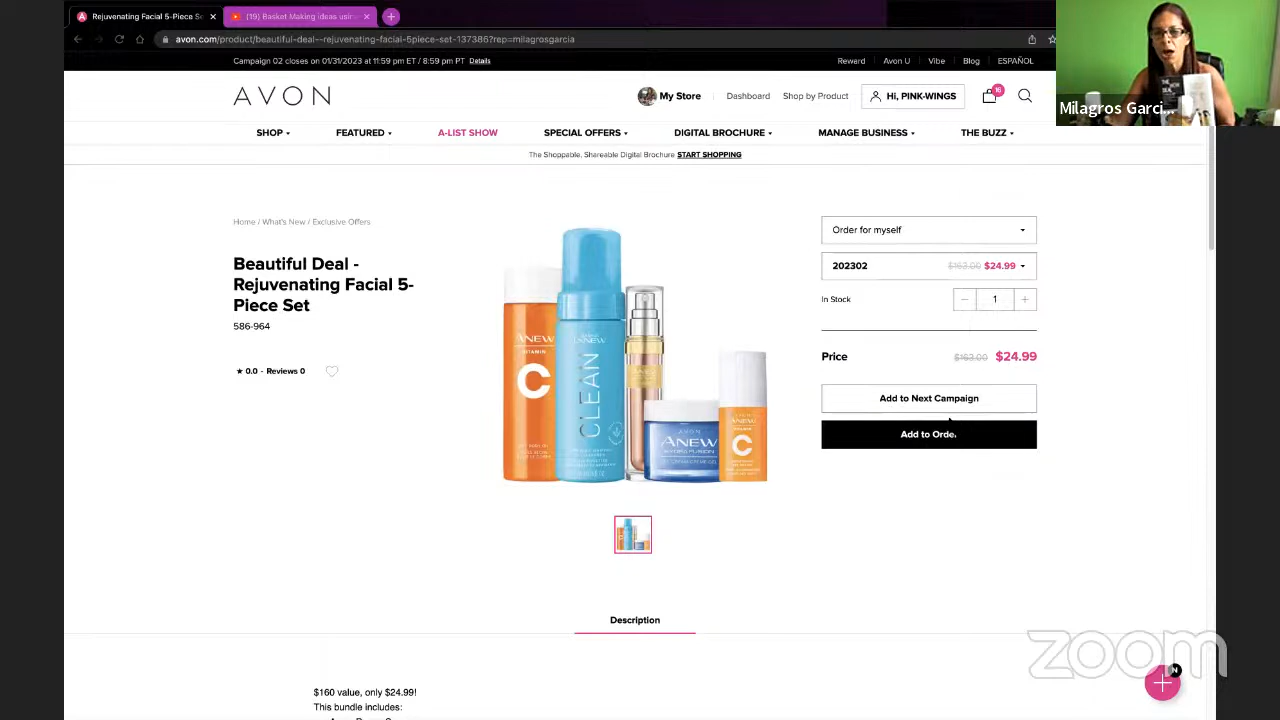 Rejuvenating Facial 5-Piece Se
(19) Basket Making ideas usin
avon.com/product/beautiful-deal--rejuvenating-facial-5piece-set-137386?rep=milagrosgarcia
Campaign 02 closes on 01/31/2023 at 11:59 pm ET / 8:59 pm PT Details
Reward
Avon U
Vibe
Blog
ESPAÑOL
AVON
My Store
Dashboard
Shop by Product
Hi, PINK-WINGS
16
Milagros Garci...
SHOP
FEATURED
A-LIST SHOW
SPECIAL OFFERS
DIGITAL BROCHURE
MANAGE BUSINESS
THE BUZZ
The Shoppable, Shareable Digital Brochure START SHOPPING
Home / What's New / Exclusive Offers
Beautiful Deal -
Rejuvenating Facial 5-
Piece Set
586-964
0.0 - Reviews 0
ANEW
VITAMIN
C
ANEW
CLEAN
AVON
ANEW
HYDRA FUSION
ANEW
C
Order for myself
202302 $163.00 $24.99
In Stock
1
Price $163.00 $24.99
Add to Next Campaign
Add to Orde.
Description
$160 value, only $24.99!
This bundle includes:
zoom
N